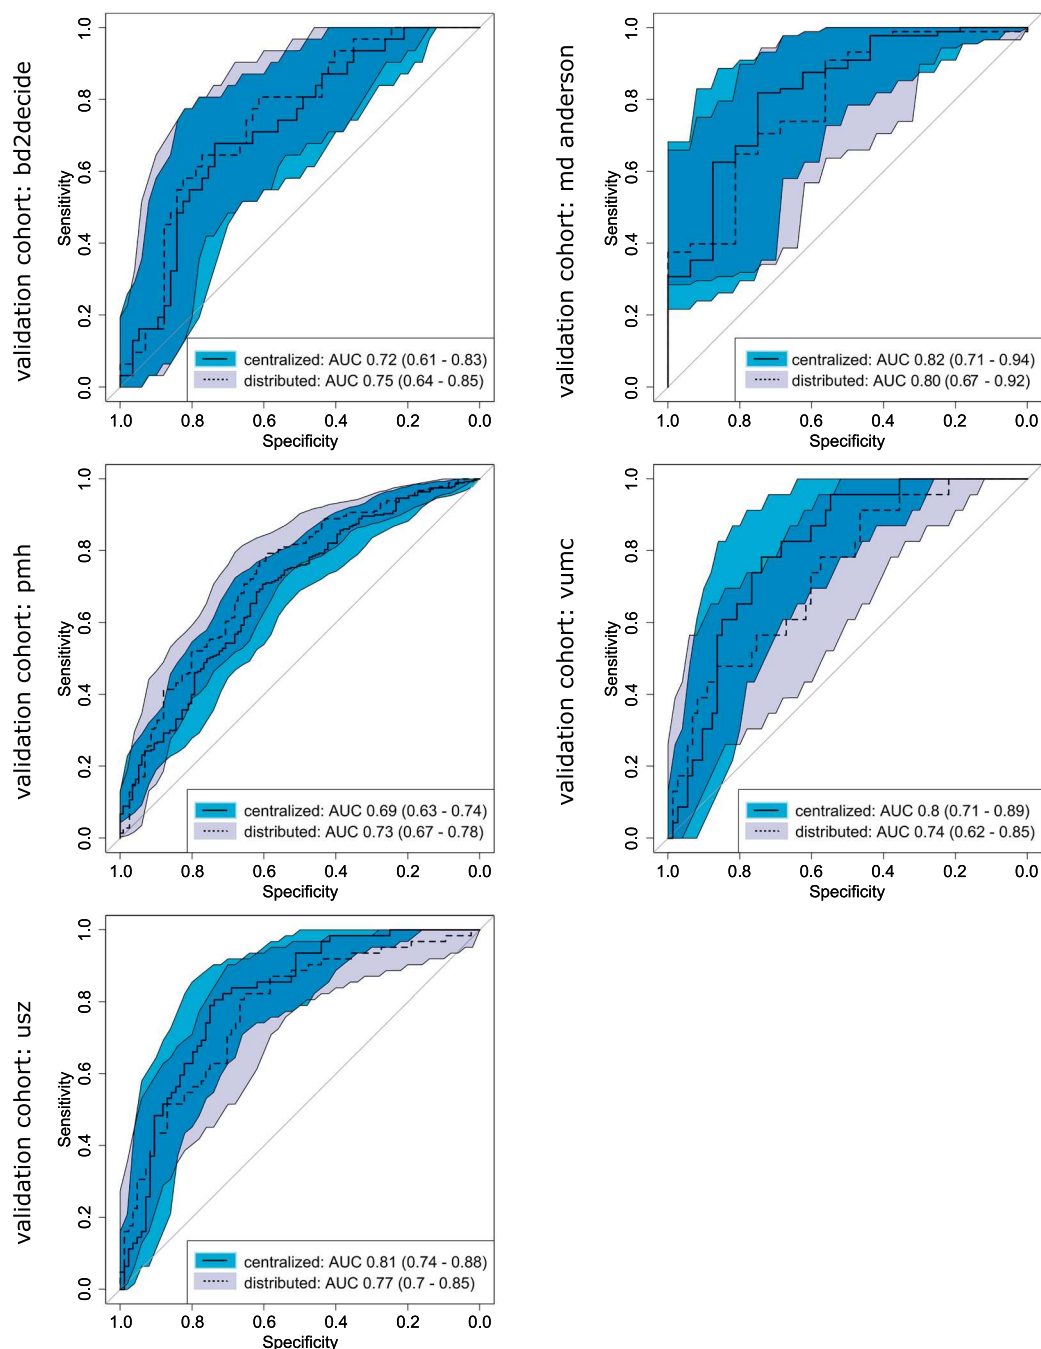 validation cohort: bd2decide
Sensitivity
1.0
0.8
0.6
0.4
0.2
0.0
centralized: AUC 0.72 (0.61 - 0.83)
distributed: AUC 0.75 (0.64 - 0.85)
1.0 0.8 0.6 0.4 0.2 0.0
Specificity
validation cohort: md anderson
Sensitivity
1.0
0.8
0.6
0.4
0.2
0.0
centralized: AUC 0.82 (0.71 - 0.94)
distributed: AUC 0.80 (0.67 - 0.92)
1.0 0.8 0.6 0.4 0.2 0.0
Specificity
validation cohort: pmh
Sensitivity
1.0
0.8
0.6
0.4
0.2
0.0
centralized: AUC 0.69 (0.63 - 0.74)
distributed: AUC 0.73 (0.67 - 0.78)
1.0 0.8 0.6 0.4 0.2 0.0
Specificity
validation cohort: vumc
Sensitivity
1.0
0.8
0.6
0.4
0.2
0.0
centralized: AUC 0.8 (0.71 - 0.89)
distributed: AUC 0.74 (0.62 - 0.85)
1.0 0.8 0.6 0.4 0.2 0.0
Specificity
validation cohort: usz
Sensitivity
1.0
0.8
0.6
0.4
0.2
0.0
centralized: AUC 0.81 (0.74 - 0.88)
distributed: AUC 0.77 (0.7 - 0.85)
1.0 0.8 0.6 0.4 0.2 0.0
Specificity